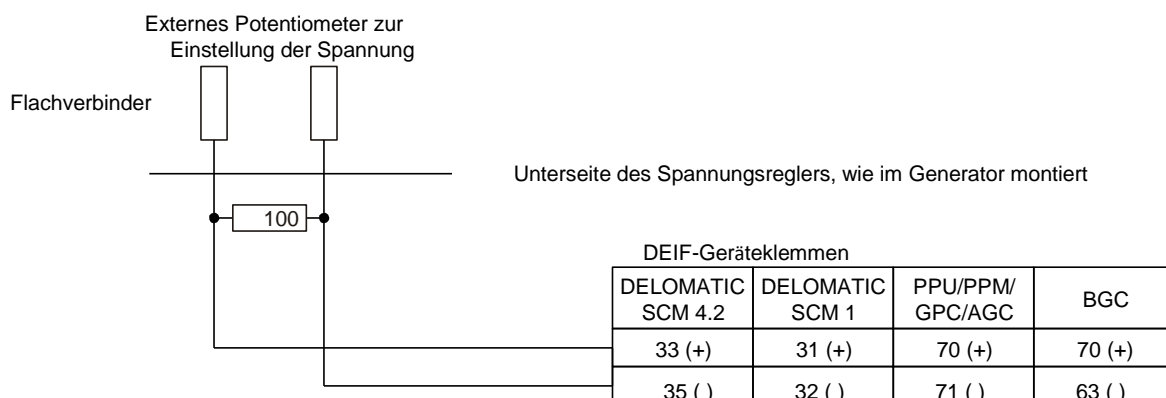 Externes Potentiometer zur
Einstellung der Spannung
Flachverbinder
Unterseite des Spannungsreglers, wie im Generator montiert
100
DEIF-Geräteklemmen
DELOMATIC SCM 4.2 DELOMATIC SCM 1 PPU/PPM/ GPC/AGC BGC
33 (+) 31 (+) 70 (+) 70 (+)
35 ( ) 32 ( ) 71 ( ) 63 ( )